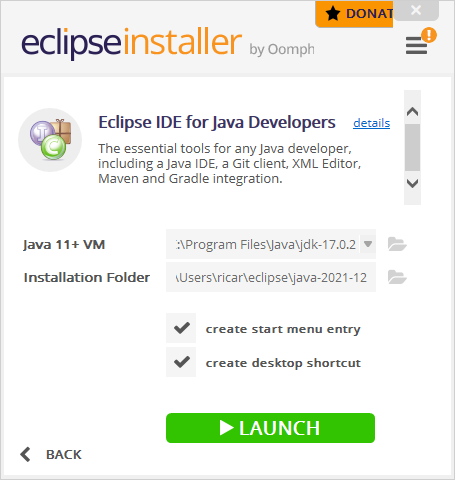 DONAT
eclipseinstaller by Oomph
Eclipse IDE for Java Developers details
The essential tools for any Java developer,
including a Java IDE, a Git client, XML Editor,
Maven and Gradle integration.
Java 11+ VM :\Program Files\Java\jdk-17.0.2
Installation Folder \Users\ricar\eclipse\java-2021-12
create start menu entry
create desktop shortcut
LAUNCH
BACK